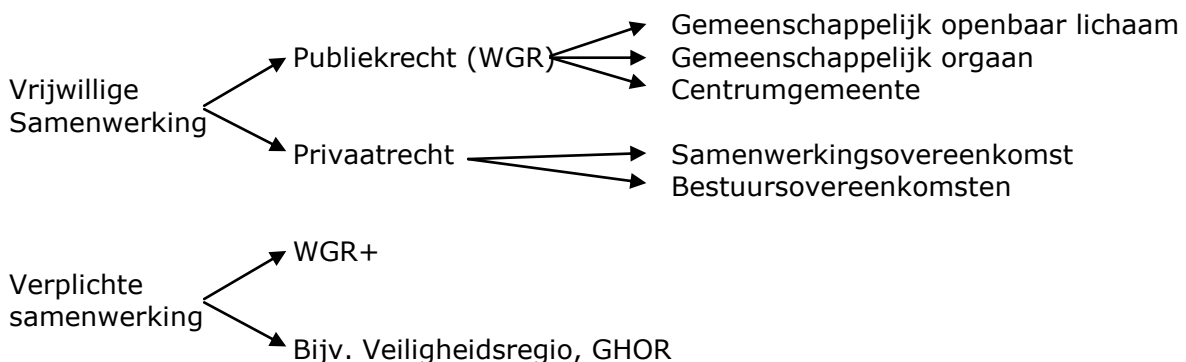 Vrijwillige
Samenwerking
Publiekrecht (WGR)
Gemeenschappelijk openbaar lichaam
Gemeenschappelijk orgaan
Centrumgemeente
Privaatrecht
Samenwerkingsovereenkomst
Bestuursovereenkomsten
Verplichte
samenwerking
WGR+
Bijv. Veiligheidsregio, GHOR